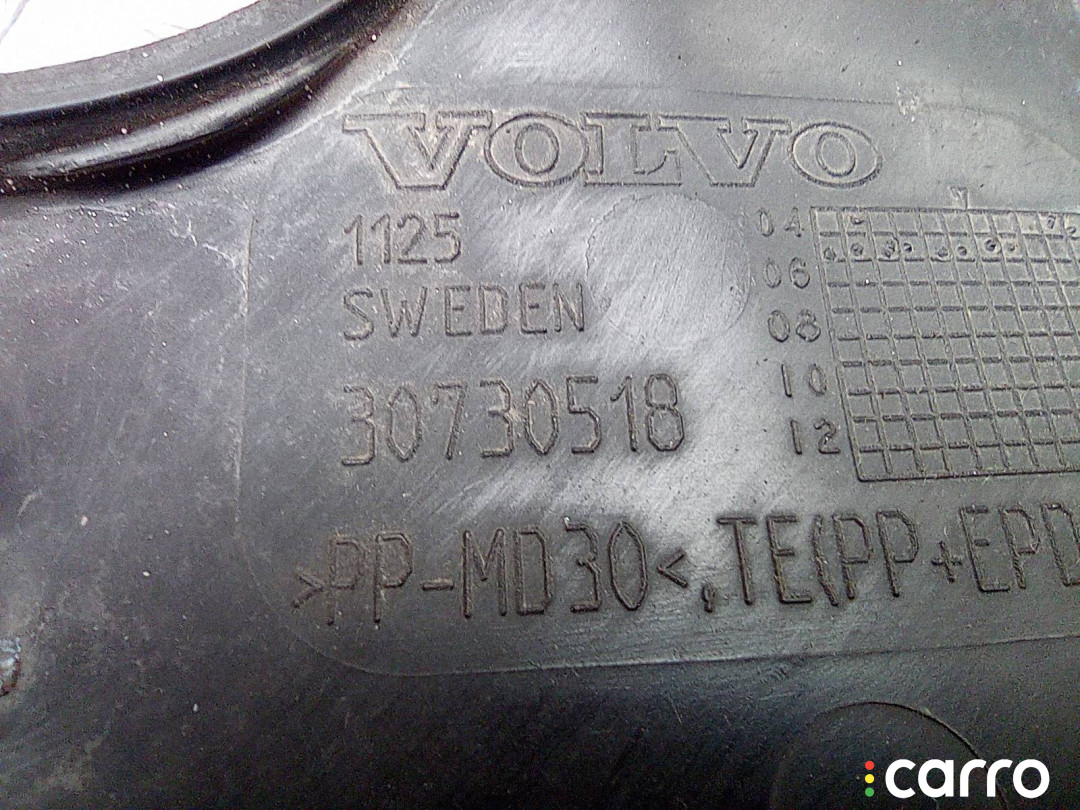 VOLVO
1125
SWEDEN
30730518
>PP-MD30<,TE(PP+EPD
04
06
08
10
12
carro